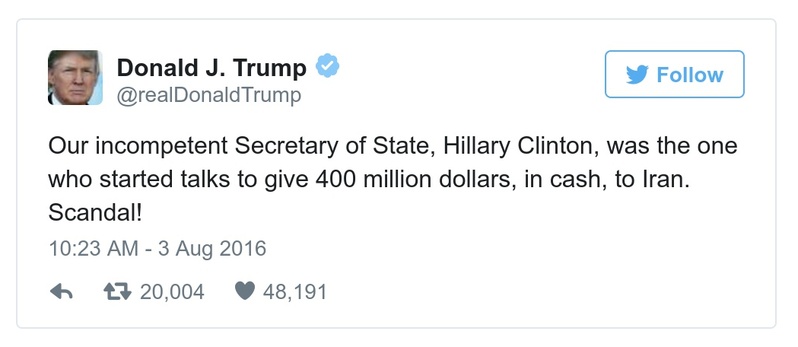 Donald J. Trump
@realDonaldTrump
Follow
Our incompetent Secretary of State, Hillary Clinton, was the one
who started talks to give 400 million dollars, in cash, to Iran.
Scandal!
10:23 AM - 3 Aug 2016
20,004 48,191